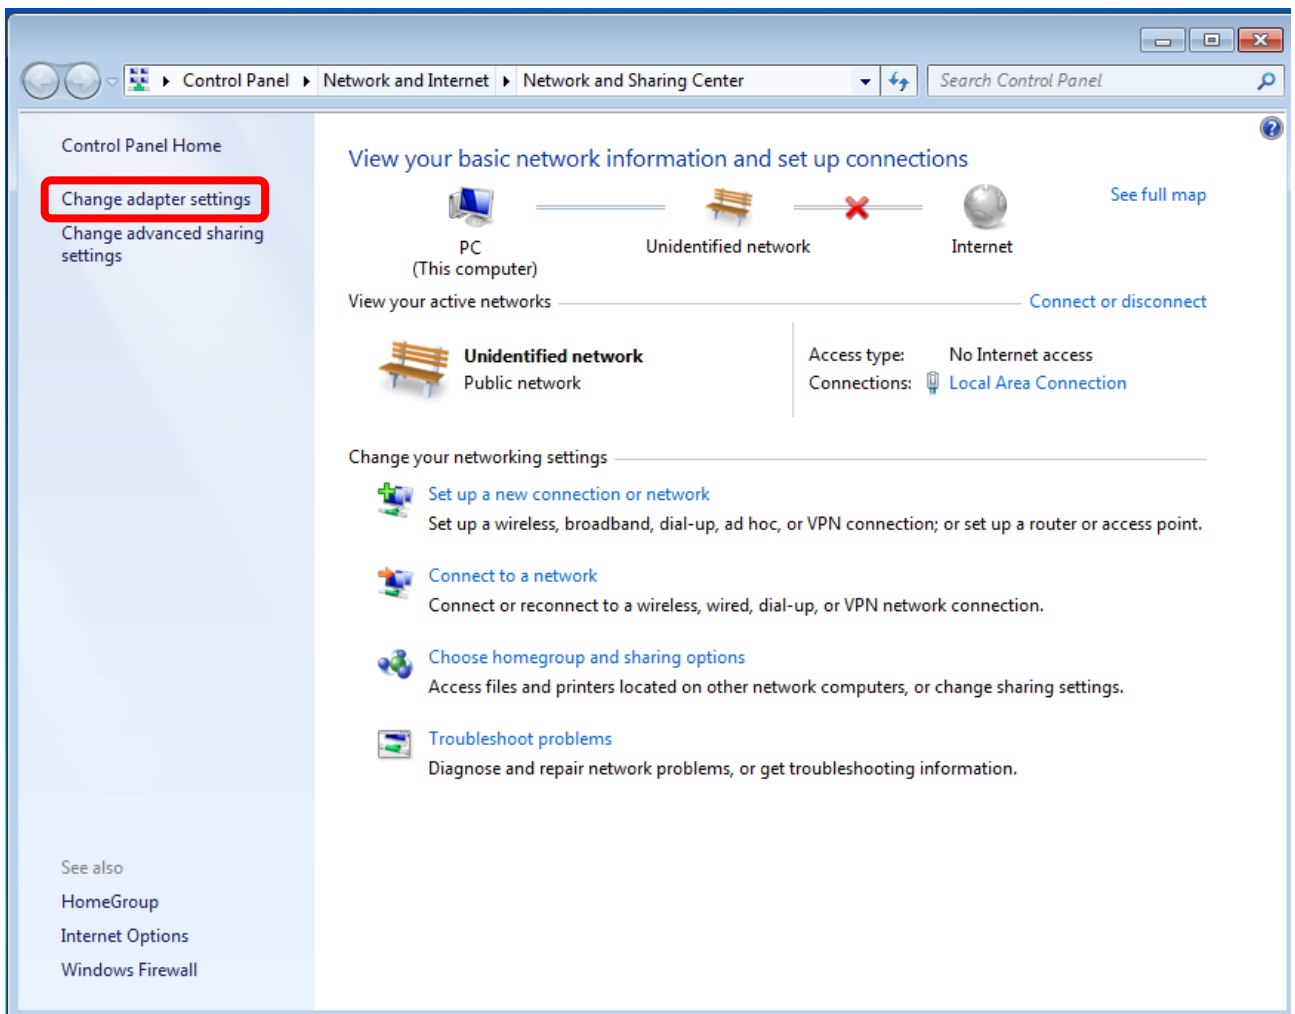 Control Panel Network and Internet Network and Sharing Center Search Control Panel
Control Panel Home
Change adapter settings
Change advanced sharing
settings
View your basic network information and set up connections
See full map
PC
(This computer)
Unidentified network
Internet
View your active networks Connect or disconnect
Unidentified network
Public network
Access type: No Internet access
Connections: Local Area Connection
Change your networking settings
Set up a new connection or network
Set up a wireless, broadband, dial-up, ad hoc, or VPN connection; or set up a router or access point.
Connect to a network
Connect or reconnect to a wireless, wired, dial-up, or VPN network connection.
Choose homegroup and sharing options
Access files and printers located on other network computers, or change sharing settings.
Troubleshoot problems
Diagnose and repair network problems, or get troubleshooting information.
See also
HomeGroup
Internet Options
Windows Firewall